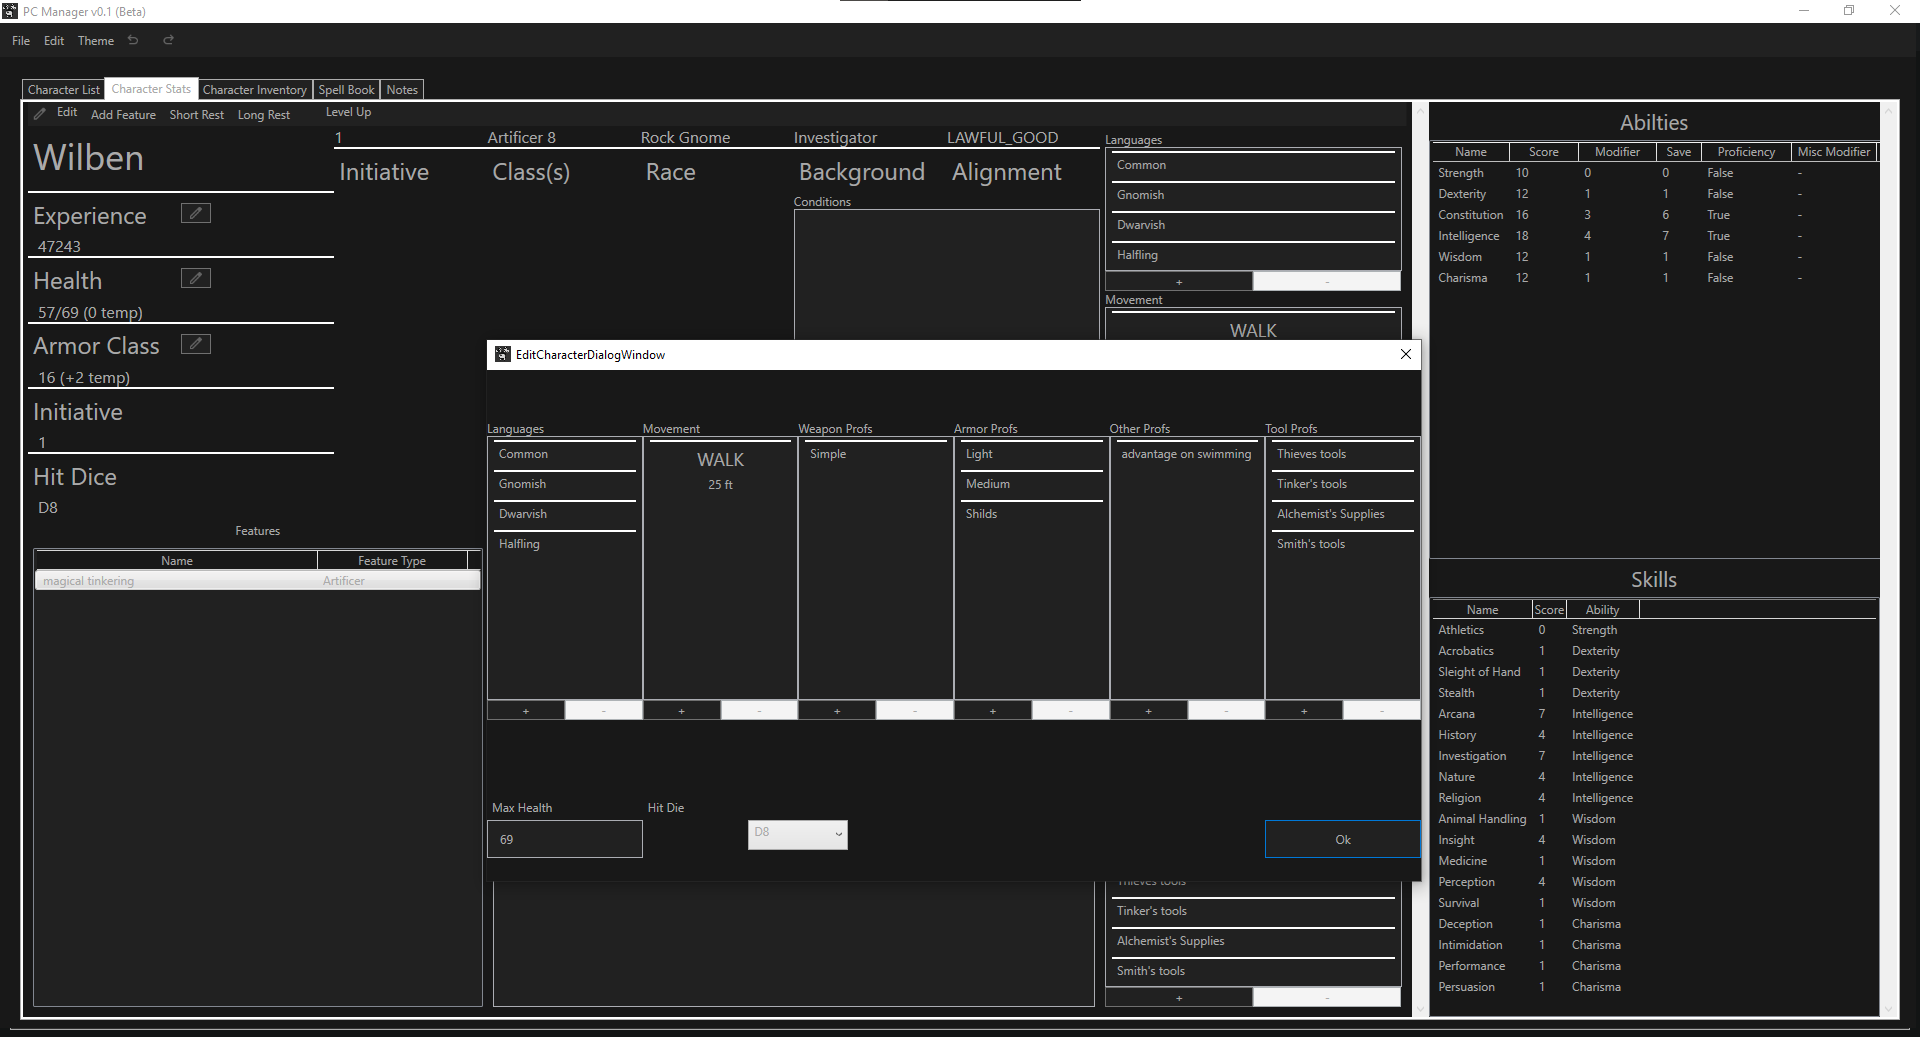 PC Manager v0.1 (Beta)
File Edit Theme
Character List Character Stats Character Inventory Spell Book Notes
Edit Add Feature Short Rest Long Rest Level Up
Wilben
1 Artificer 8 Rock Gnome Investigator LAWFUL_GOOD
Initiative Class(s) Race Background Alignment
Experience
47243
Health
57/69 (0 temp)
Armor Class
16 (+2 temp)
Initiative
1
Hit Dice
D8
Features
Name Feature Type
magical tinkering Artificer
Conditions
Languages
Common
Gnomish
Dwarvish
Halfling
+ -
Movement
WALK
EditCharacterDialogWindow
Languages Movement Weapon Profs Armor Profs Other Profs Tool Profs
Common WALK Simple Light advantage on swimming Thieves tools
Gnomish 25 ft Medium Tinker's tools
Dwarvish Shilds Alchemist's Supplies
Halfling Smith's tools
+ - + - + - + - + - + -
Max Health Hit Die
69 D8 Ok
Thieves tools
Tinker's tools
Alchemist's Supplies
Smith's tools
+ -
Abilties
Name Score Modifier Save Proficiency Misc Modifier
Strength 10 0 0 False -
Dexterity 12 1 1 False -
Constitution 16 3 6 True -
Intelligence 18 4 7 True -
Wisdom 12 1 1 False -
Charisma 12 1 1 False -
Skills
Name Score Ability
Athletics 0 Strength
Acrobatics 1 Dexterity
Sleight of Hand 1 Dexterity
Stealth 1 Dexterity
Arcana 7 Intelligence
History 4 Intelligence
Investigation 7 Intelligence
Nature 4 Intelligence
Religion 4 Intelligence
Animal Handling 1 Wisdom
Insight 4 Wisdom
Medicine 1 Wisdom
Perception 4 Wisdom
Survival 1 Wisdom
Deception 1 Charisma
Intimidation 1 Charisma
Performance 1 Charisma
Persuasion 1 Charisma